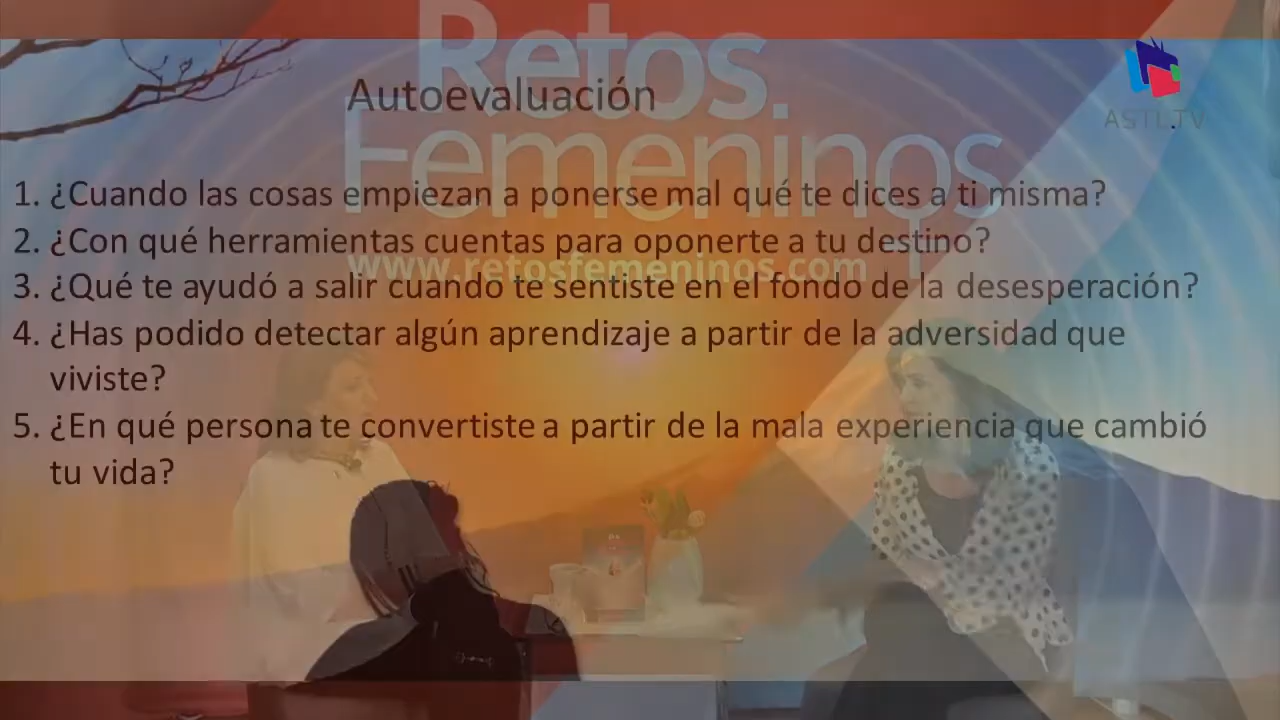 Retos
Autoevaluación
Femeninos
ASTL.TV
1. ¿Cuando las cosas empiezan a ponerse mal qué te dices a ti misma?
2. ¿Con qué herramientas cuentas para oponerte a tu destino?
www.retosfemeninos.com
3. ¿Qué te ayudó a salir cuando te sentiste en el fondo de la desesperación?
4. ¿Has podido detectar algún aprendizaje a partir de la adversidad que
viviste?
5. ¿En qué persona te convertiste a partir de la mala experiencia que cambió
tu vida?